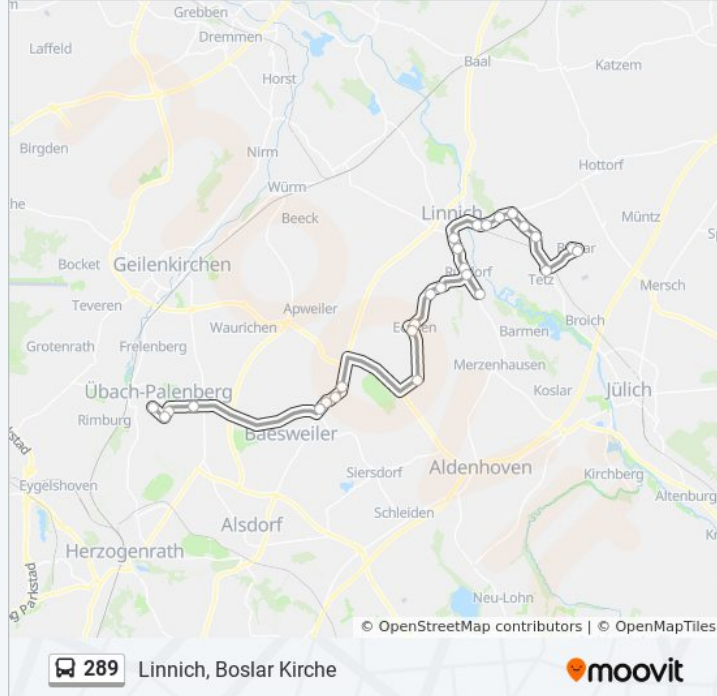 Grebben
Laffeld
Dremmen
Baal
Katzem
Horst
Birgden
Nirm
Hottorf
Würm
Beeck
Linnich
Müntz
Bocket
Geilenkirchen
Tetz
Mersch
Teveren
Apweiler
Broich
Waurichen
Barmen
Grotenrath
Frelenberg
Merzenhausen
Koslar
Jülich
Übach-Palenberg
Rimburg
Baesweiler
Siersdorf
Aldenhoven
Kirchberg
Eygelshoven
Altenburg
Alsdorf
Schleiden
Herzogenrath
Parkstad
Neu-Lohn
© OpenStreetMap contributors | © OpenMapTiles
289 Linnich, Boslar Kirche
moovit